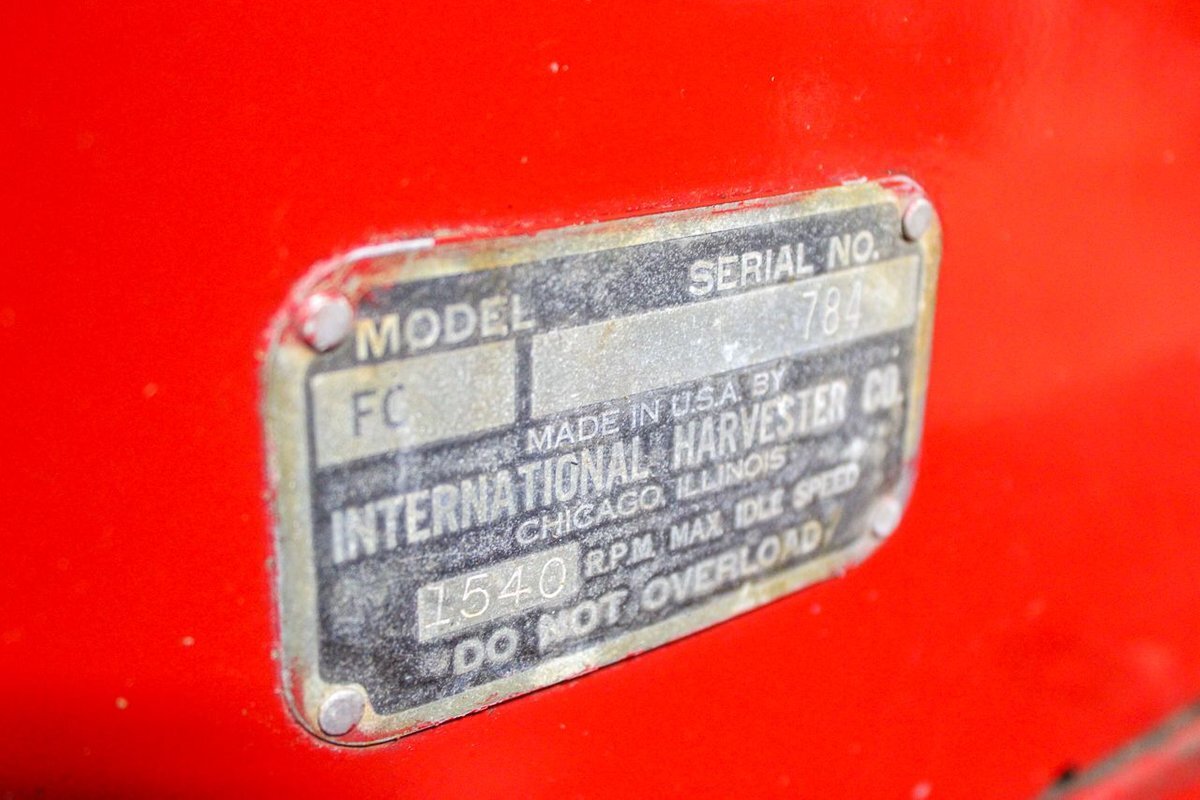 MODEL SERIAL NO.
FC 784
MADE IN U.S.A. BY
INTERNATIONAL HARVESTER CO.
CHICAGO, ILLINOIS
1540 R.P.M. MAX. IDLE SPEED
DO NOT OVERLOAD